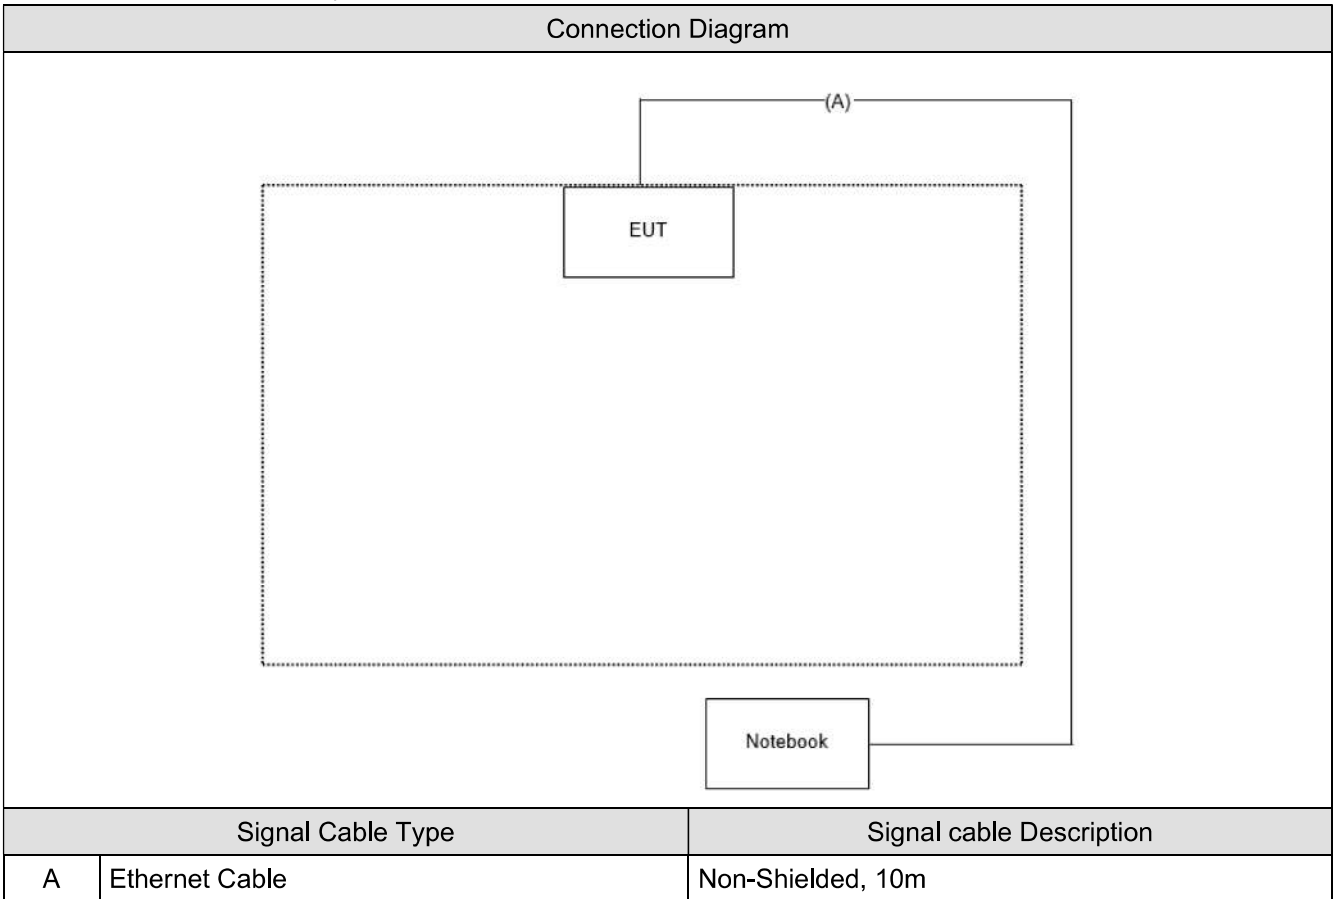 Connection Diagram
(A)
EUT
Notebook
Signal Cable Type
Signal cable Description
A
Ethernet Cable
Non-Shielded, 10m